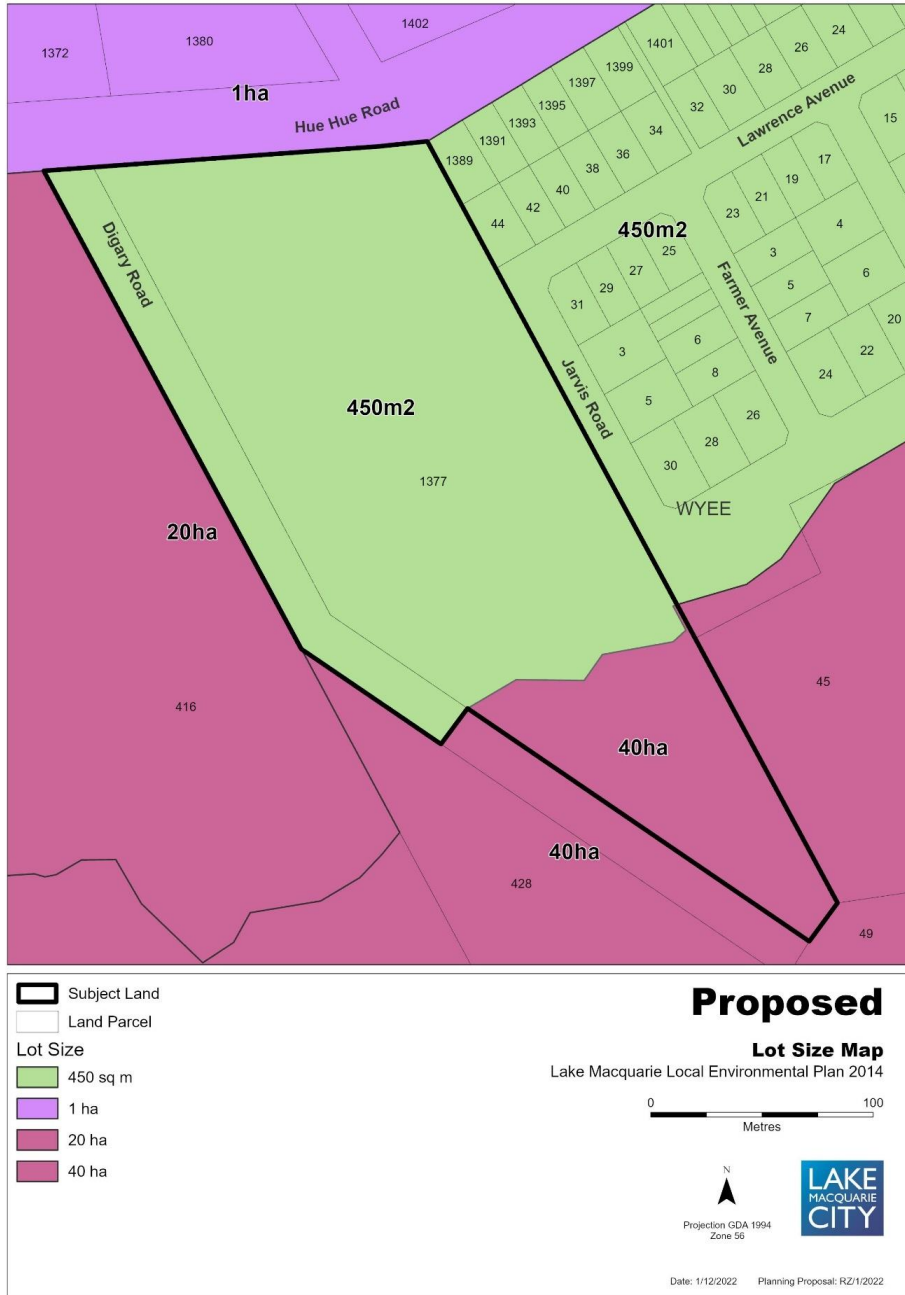 1402
1380
1372
1ha
Hue Hue Road
24
26
28
30
32
1401
1399
1397
1395
1393
1391
1389
Lawrence Avenue
34
36
38
40
42
44
15
17
19
21
23
4
3
5
7
6
20
22
24
Farmer Avenue
450m2
25
27
29
31
3
5
6
8
26
28
30
Jarvis Road
WYEE
Digary Road
450m2
1377
20ha
416
45
40ha
40ha
428
49
Subject Land
Land Parcel
Lot Size
450 sq m
1 ha
20 ha
40 ha
Proposed
Lot Size Map
Lake Macquarie Local Environmental Plan 2014
0 100
Metres
N
Projection GDA 1994
Zone 56
LAKE
MACQUARIE
CITY
Date: 1/12/2022 Planning Proposal: RZ/1/2022